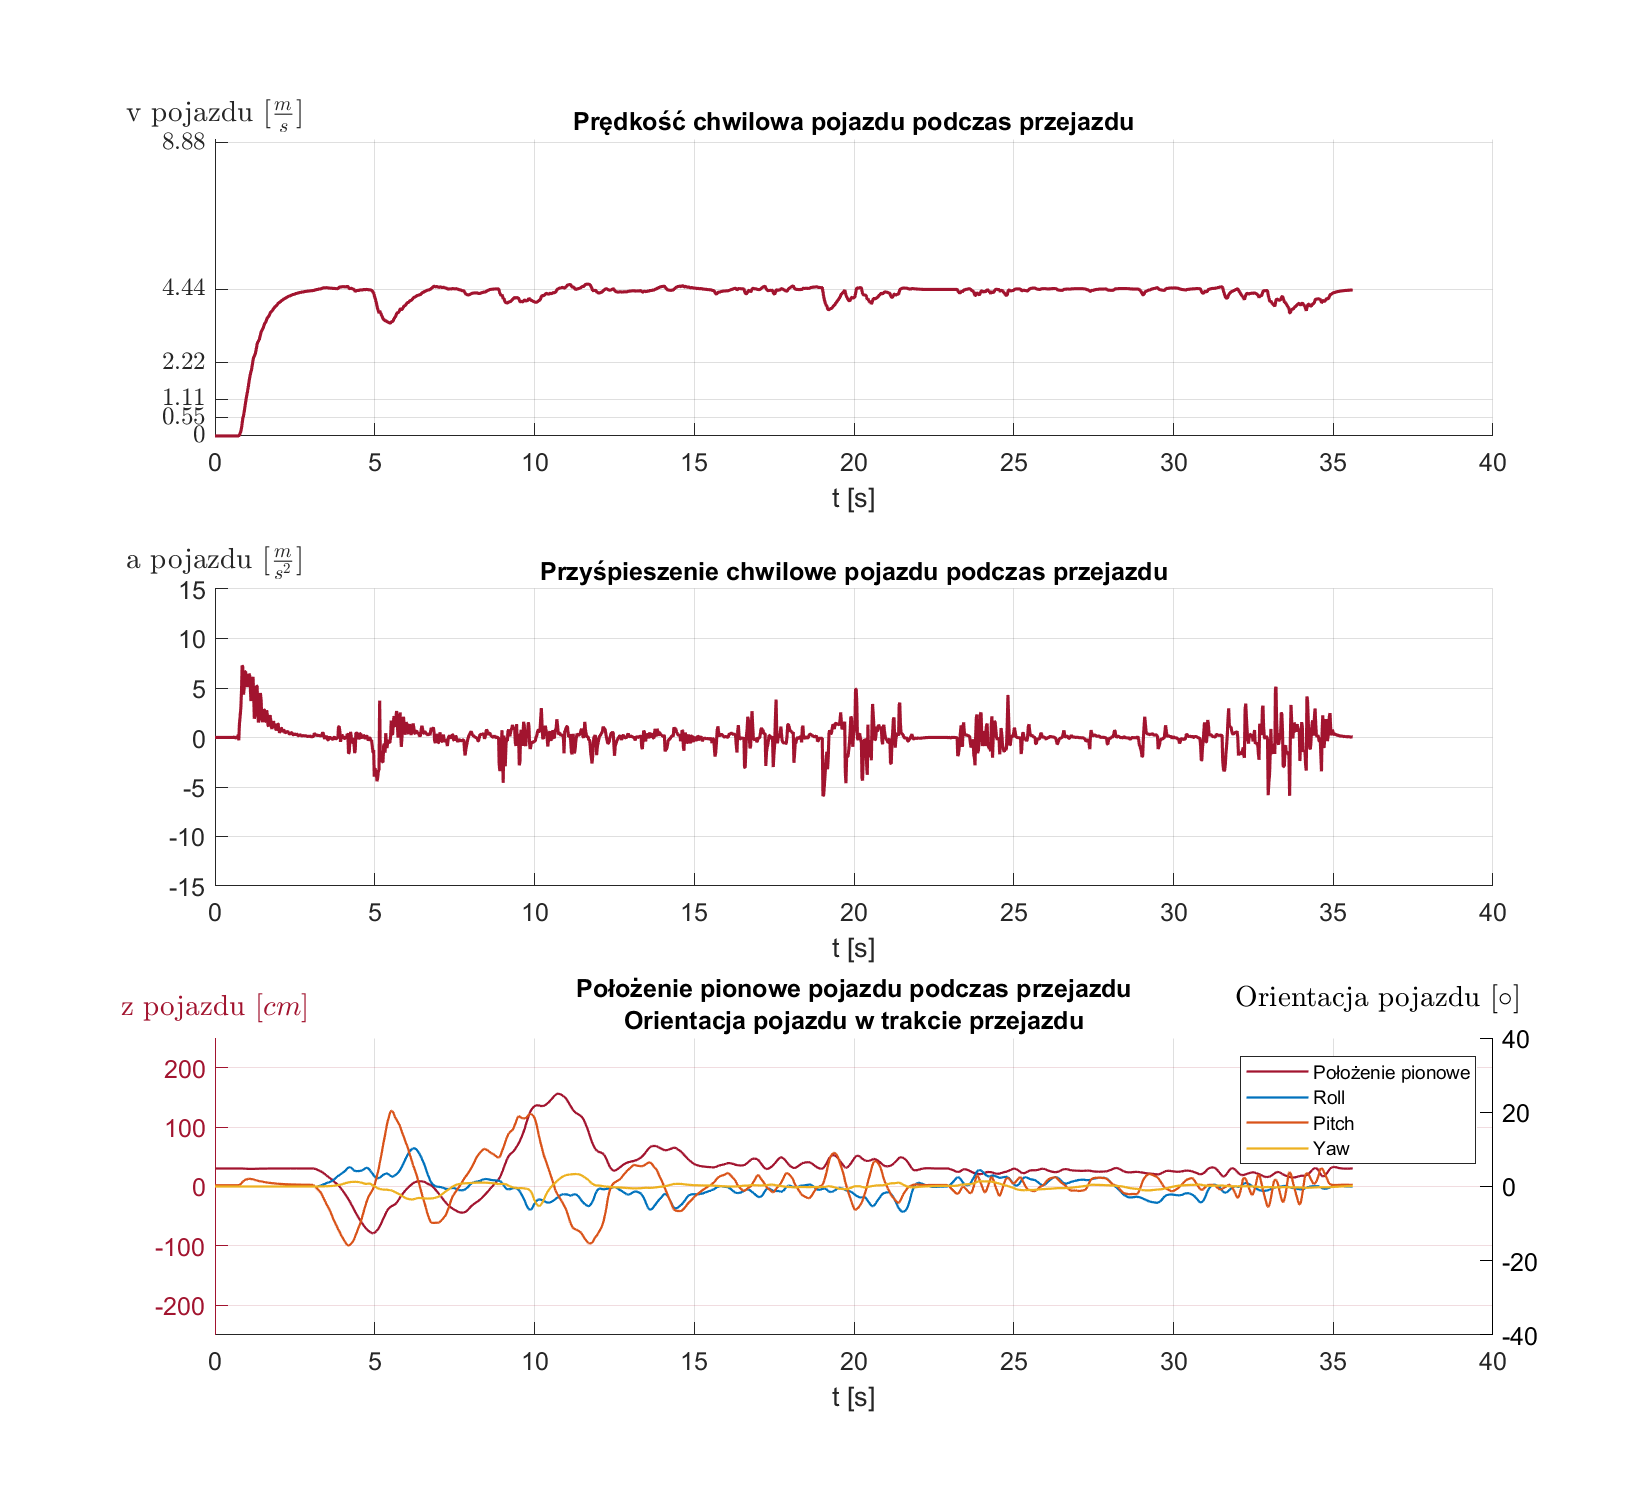 v pojazdu [m/s]
Prędkość chwilowa pojazdu podczas przejazdu
8.88
4.44
2.22
1.11
0.55
0
0 5 10 15 20 25 30 35 40
t [s]
a pojazdu [m/s²]
Przyśpieszenie chwilowe pojazdu podczas przejazdu
15
10
5
0
-5
-10
-15
0 5 10 15 20 25 30 35 40
t [s]
z pojazdu [cm]
Położenie pionowe pojazdu podczas przejazdu
Orientacja pojazdu w trakcie przejazdu
Orientacja pojazdu [∘]
200
100
0
-100
-200
40
20
0
-20
-40
Położenie pionowe
Roll
Pitch
Yaw
0 5 10 15 20 25 30 35 40
t [s]